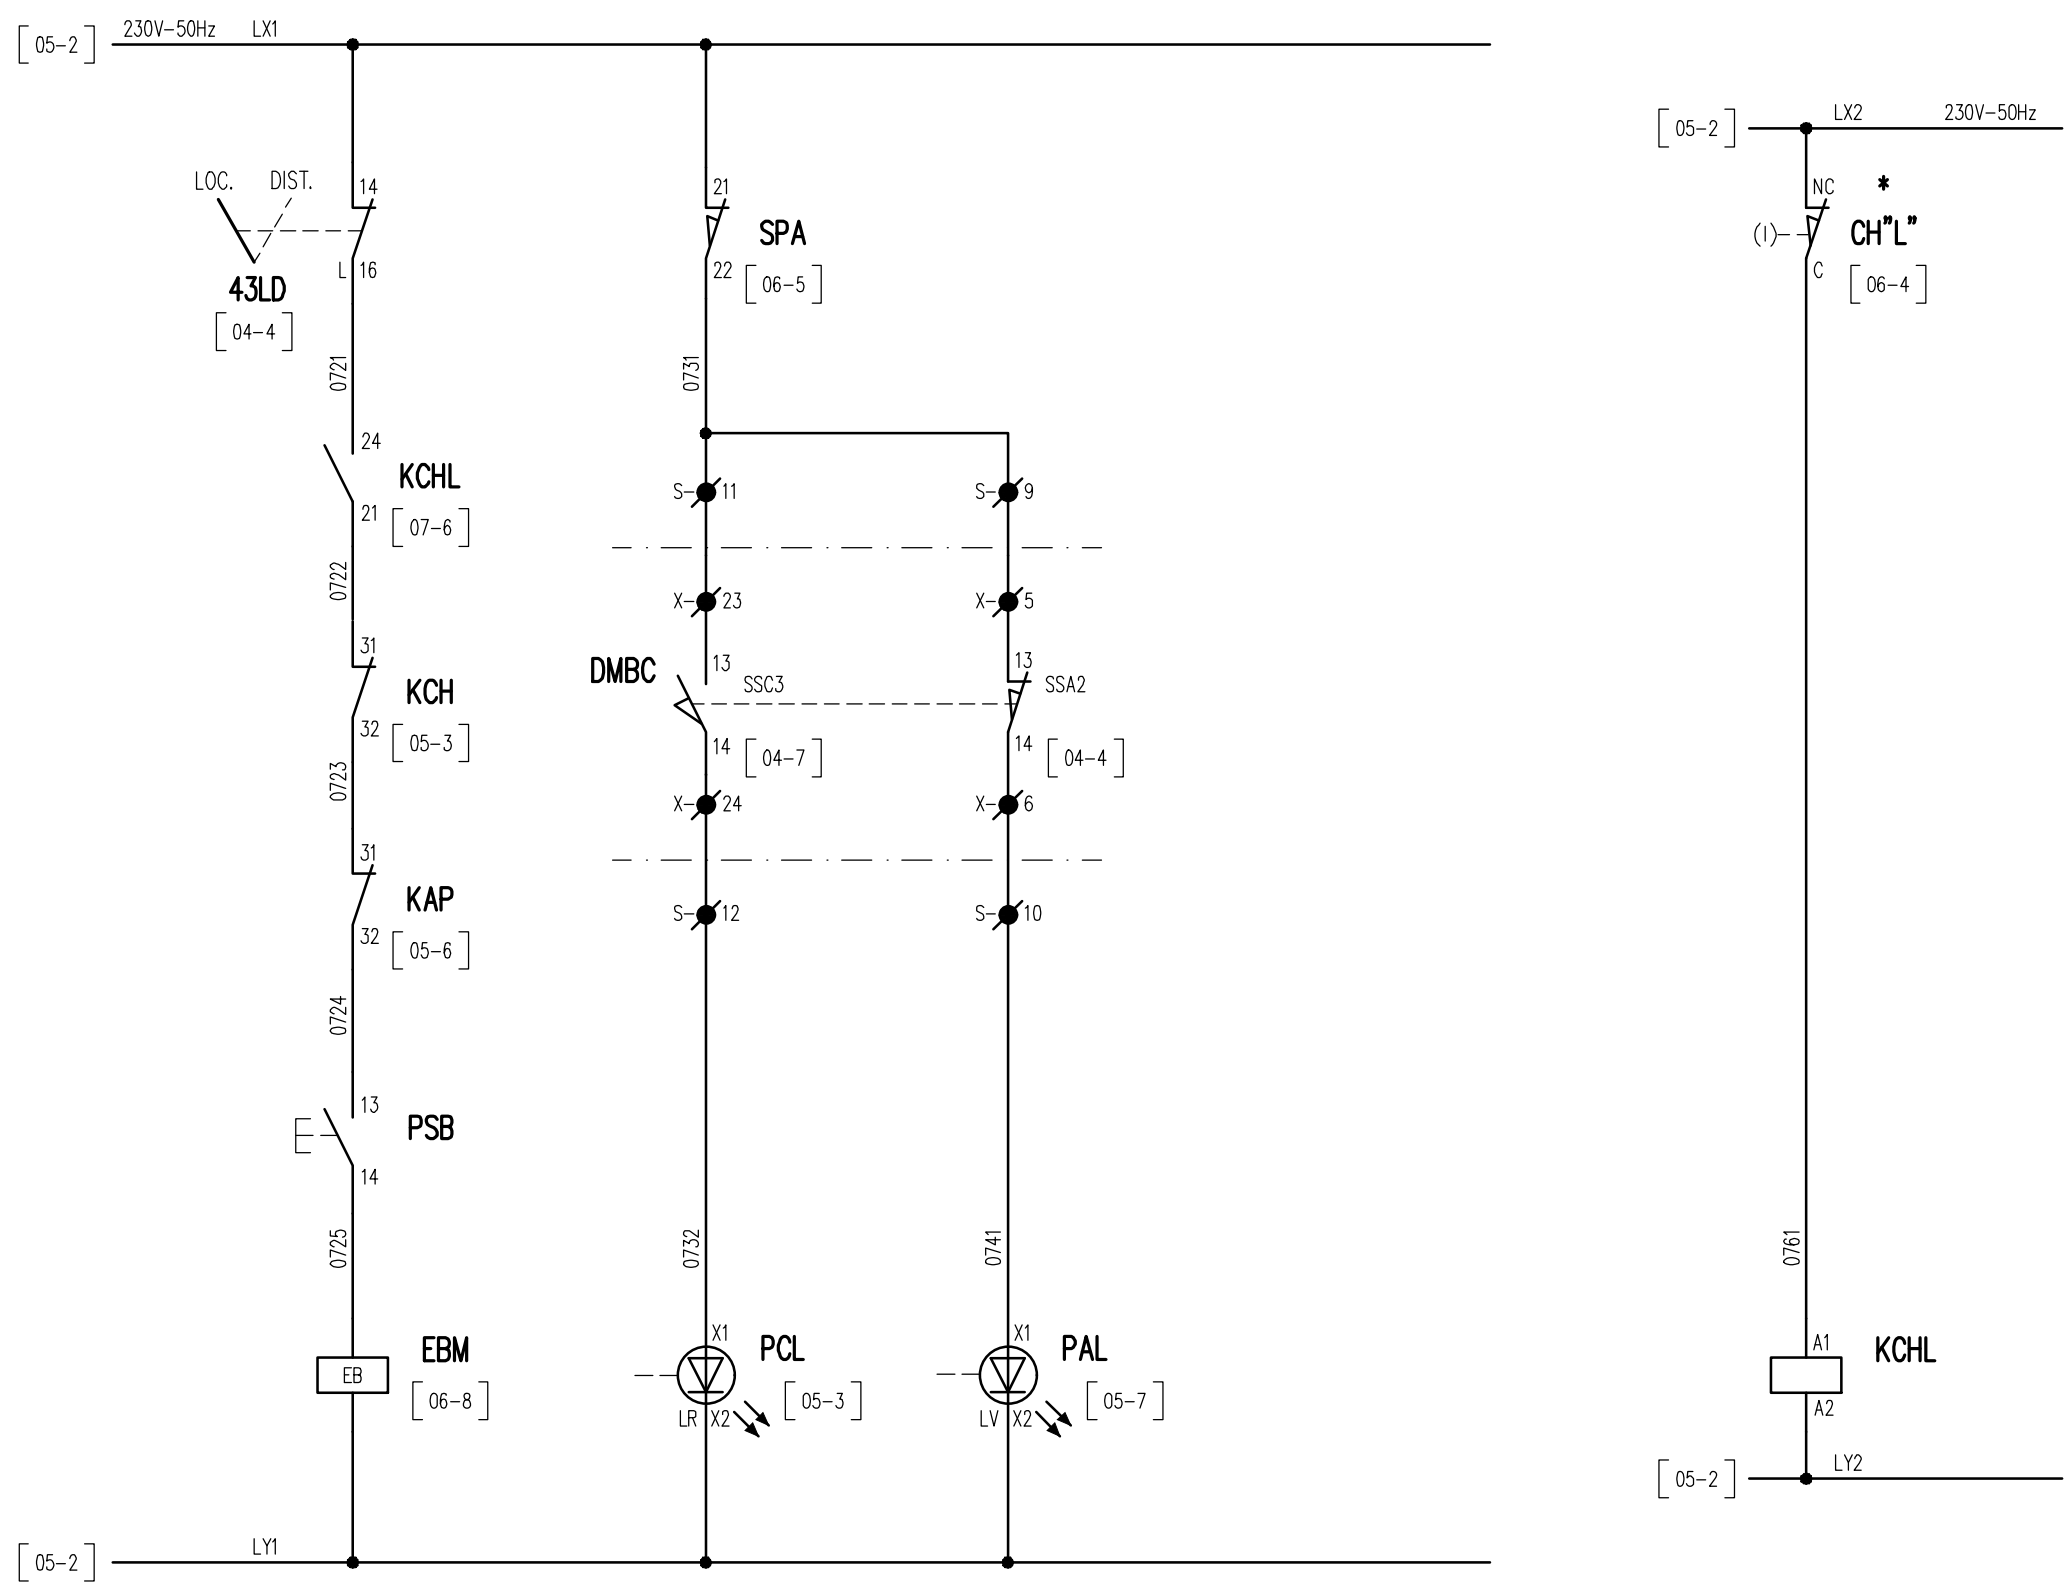 [05-2] 230V-50Hz LX1
[05-2] LX2 230V-50Hz
LOC. DIST. 14
L 16
43LD
[04-4]
0721
24
KCHL
21 [07-6]
0722
31
KCH
32 [05-3]
0723
31
KAP
32 [05-6]
0724
13
PSB
14
0725
EBM
EB
[06-8]
21
SPA
22 [06-5]
0731
S- 11
S- 9
X- 23
X- 5
DMBC 13
SSC3
14 [04-7]
13
SSA2
14 [04-4]
X- 24
X- 6
S- 12
S- 10
0732
0741
X1
PCL
[05-3]
LR X2
X1
PAL
[05-7]
LV X2
NC *
(I) CH"L"
C [06-4]
0761
A1
KCHL
A2
[05-2] LY2
[05-2] LY1